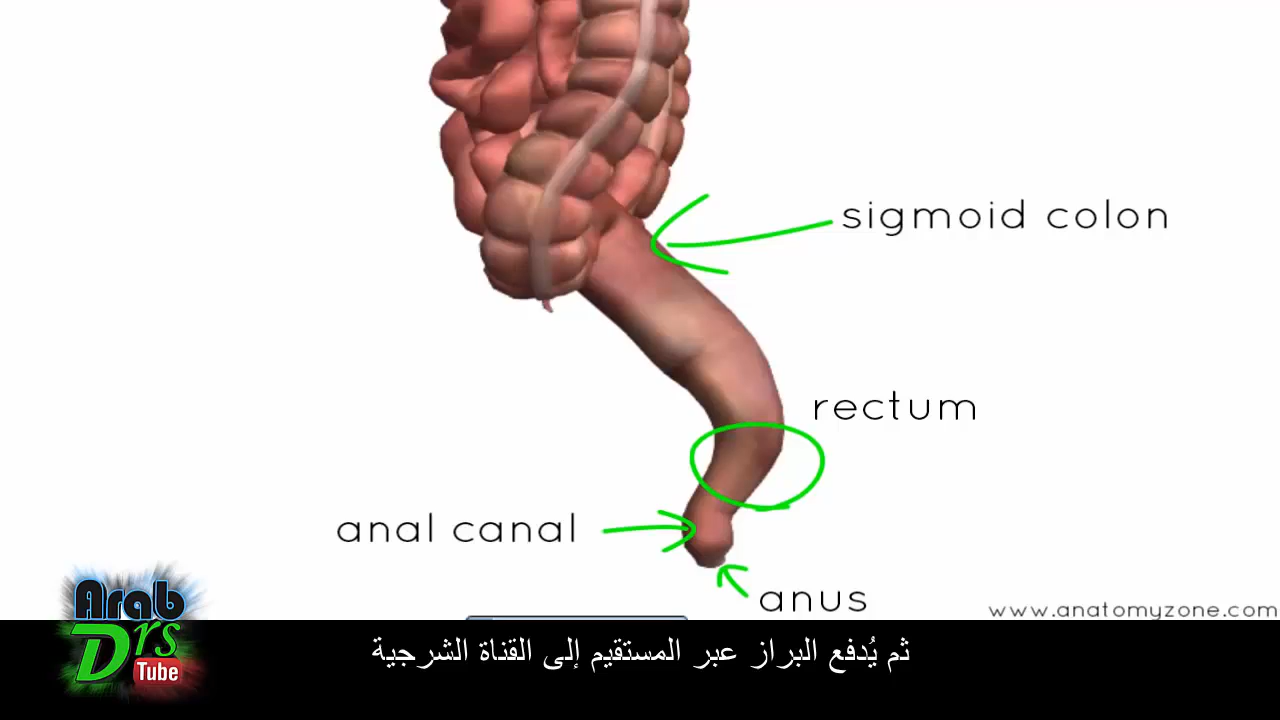 sigmoid colon
rectum
anal canal
anus
www.anatomyzone.com
Arab
Drs
Tube
ثم يُدفع البراز عبر المستقيم إلى القناة الشرجية